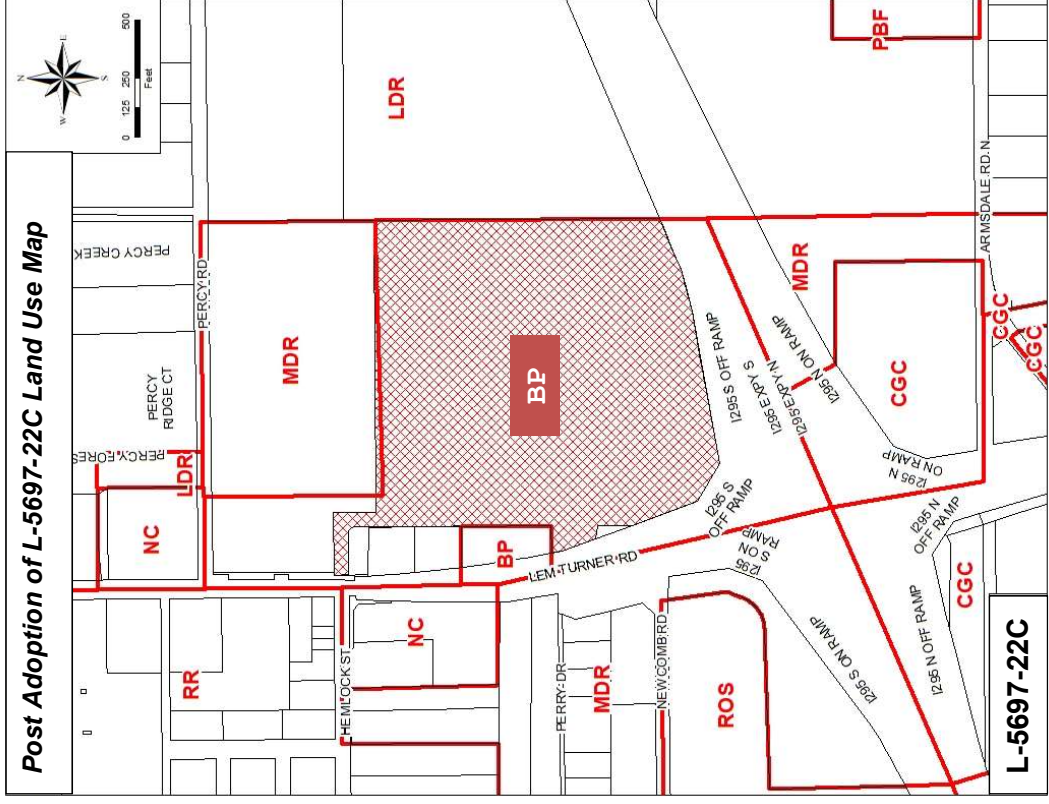 Post Adoption of L-5697-22C Land Use Map
N
W
E
S
0 125 250 500
Feet
PERCY CREEK
PERCY RD
PERCY
RIDGE CT
PERCY FORES
LDR
NC
MDR
LDR
PBF
BP
BP
RR
HEMLOCK ST
NC
LEM TURNER RD
PERRY DR
MDR
NEWCOMB RD
ROS
I295 S
OFF RAMP
I295
S ON
RAMP
I295 S OFF RAMP
I295 EXPY S
I295 EXPY N
I295 N ON RAMP
MDR
CGC
I295 N
ON RAMP
I295 N
OFF RAMP
I295 S ON RAMP
I295 N OFF RAMP
CGC
ARMSDALE RD N
CGC
CGC
L-5697-22C